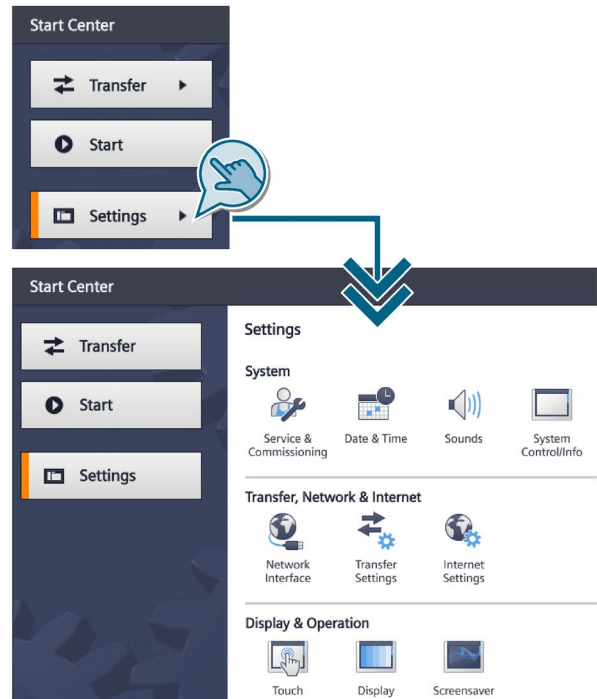 Start Center
Transfer
Start
Settings
Start Center
Transfer
Start
Settings
Settings
System
Service &
Commissioning
Date & Time
Sounds
System
Control/Info
Transfer, Network & Internet
Network
Interface
Transfer
Settings
Internet
Settings
Display & Operation
Touch
Display
Screensaver